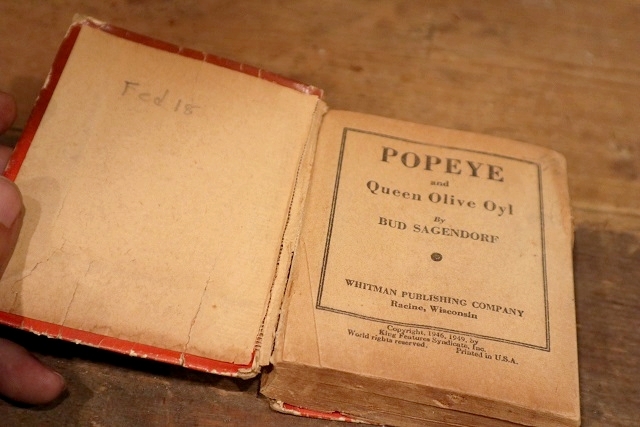 Fed 18
POPEYE
and
Queen Olive Oyl
By
BUD SAGENDORF
WHITMAN PUBLISHING COMPANY
Racine, Wisconsin
Copyright, 1946, 1949, by
King Features Syndicate, Inc.
World rights reserved. Printed in U.S.A.